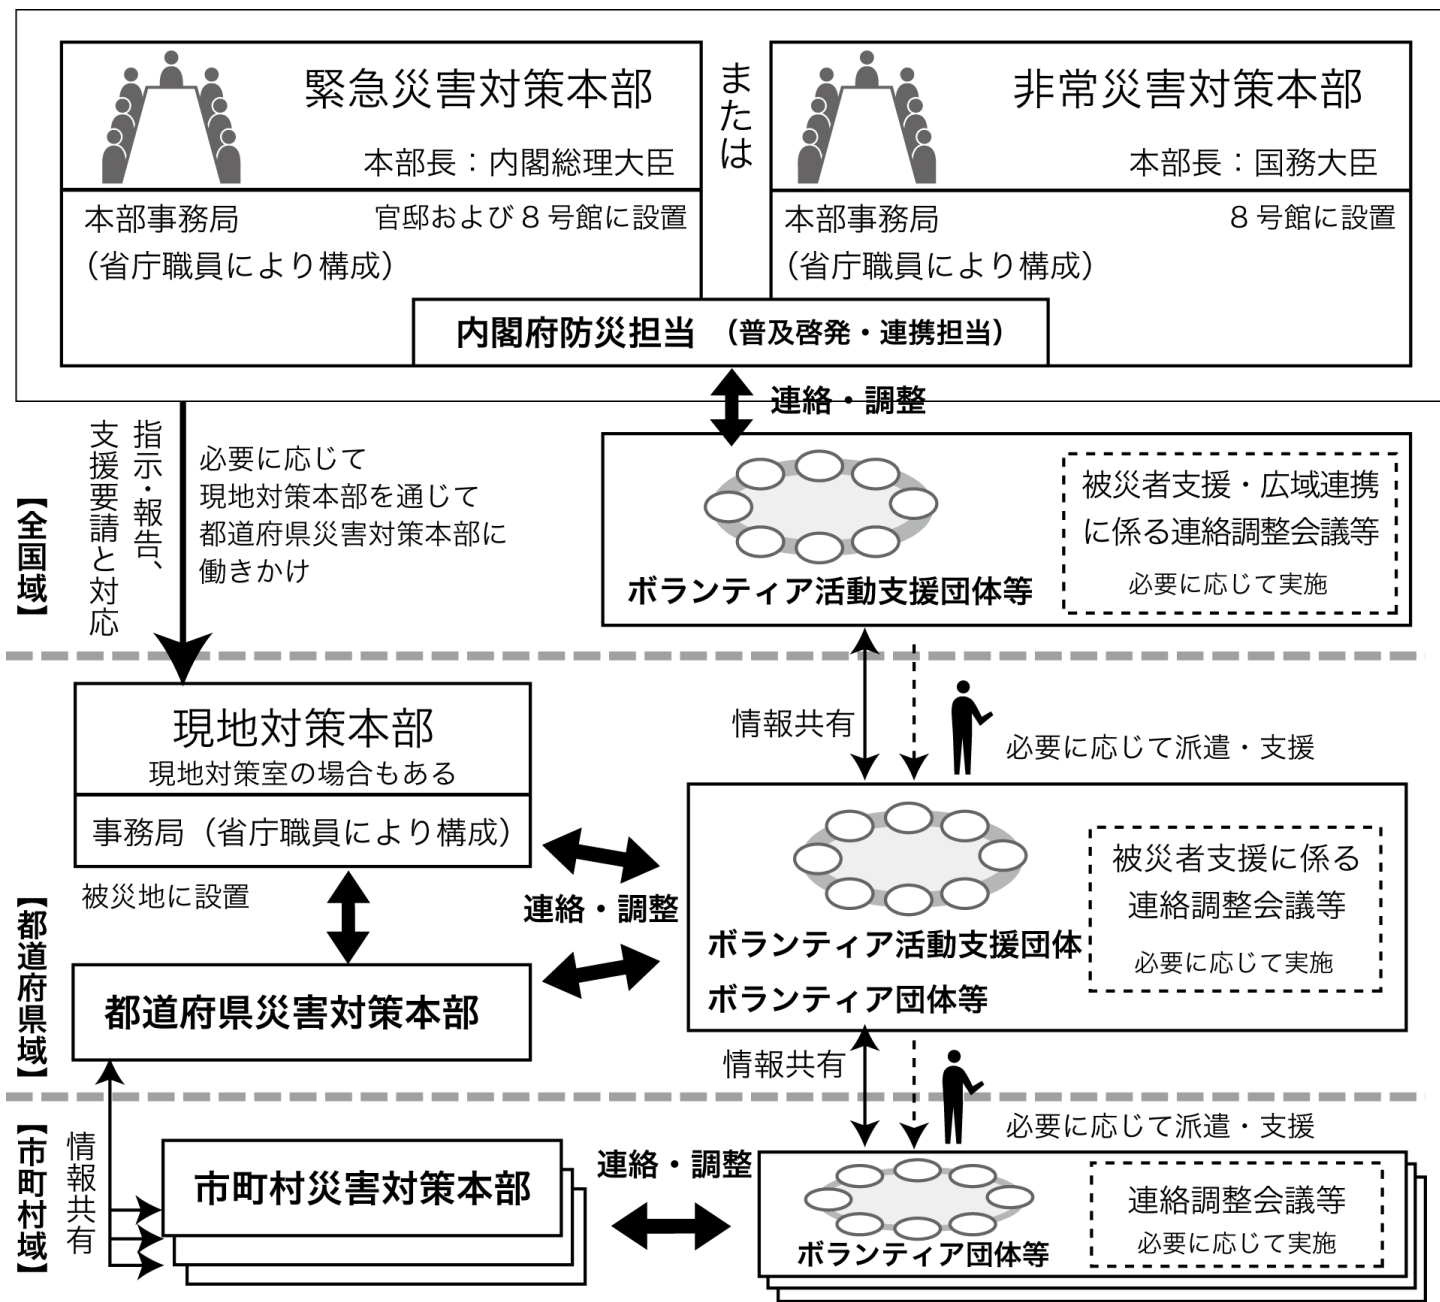 緊急災害対策本部
本部長：内閣総理大臣
本部事務局
官邸および８号館に設置
（省庁職員により構成）
または
非常災害対策本部
本部長：国務大臣
本部事務局
８号館に設置
（省庁職員により構成）
内閣府防災担当（普及啓発・連携担当）
連絡・調整
【全国域】
指示・報告、
支援要請と対応
必要に応じて
現地対策本部を通じて
都道府県災害対策本部に
働きかけ
ボランティア活動支援団体等
被災者支援・広域連携
に係る連絡調整会議等
必要に応じて実施
情報共有
必要に応じて派遣・支援
【都道府県域】
現地対策本部
現地対策室の場合もある
事務局（省庁職員により構成）
被災地に設置
連絡・調整
都道府県災害対策本部
ボランティア活動支援団体
ボランティア団体等
被災者支援に係る
連絡調整会議等
必要に応じて実施
情報共有
必要に応じて派遣・支援
【市町村域】
情報共有
市町村災害対策本部
連絡・調整
ボランティア団体等
連絡調整会議等
必要に応じて実施